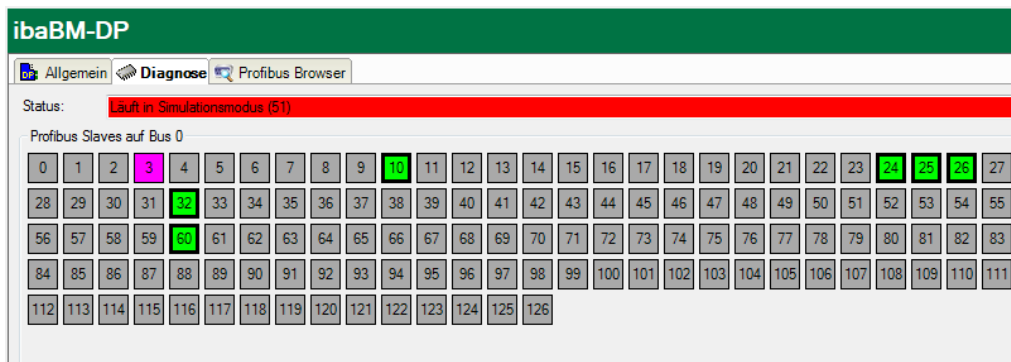 ibaBM-DP
Allgemein Diagnose Profibus Browser
Status: Läuft in Simulationsmodus (51)
Profibus Slaves auf Bus 0
0 1 2 3 4 5 6 7 8 9 10 11 12 13 14 15 16 17 18 19 20 21 22 23 24 25 26 27
28 29 30 31 32 33 34 35 36 37 38 39 40 41 42 43 44 45 46 47 48 49 50 51 52 53 54 55
56 57 58 59 60 61 62 63 64 65 66 67 68 69 70 71 72 73 74 75 76 77 78 79 80 81 82 83
84 85 86 87 88 89 90 91 92 93 94 95 96 97 98 99 100 101 102 103 104 105 106 107 108 109 110 111
112 113 114 115 116 117 118 119 120 121 122 123 124 125 126